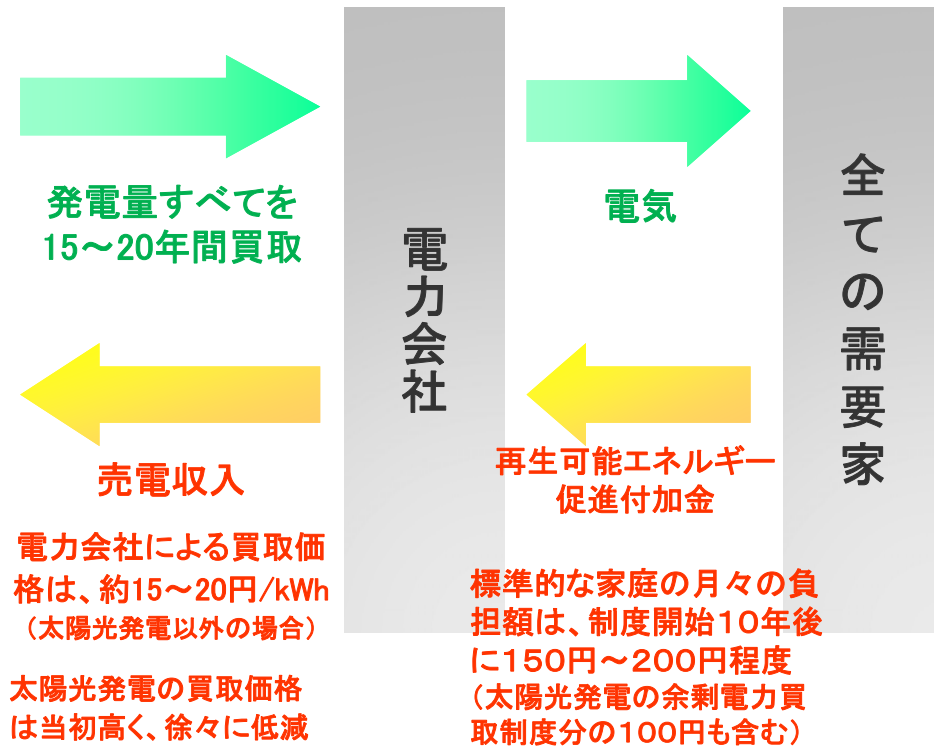 発電量すべてを
15～20年間買取
電力会社
電気
全ての需要家
売電収入
電力会社による買取価
格は、約15～20円/kWh
（太陽光発電以外の場合）
太陽光発電の買取価格
は当初高く、徐々に低減
再生可能エネルギー
促進付加金
標準的な家庭の月々の負
担額は、制度開始１０年後
に１５０円～２００円程度
（太陽光発電の余剰電力買
取制度分の１００円も含む）